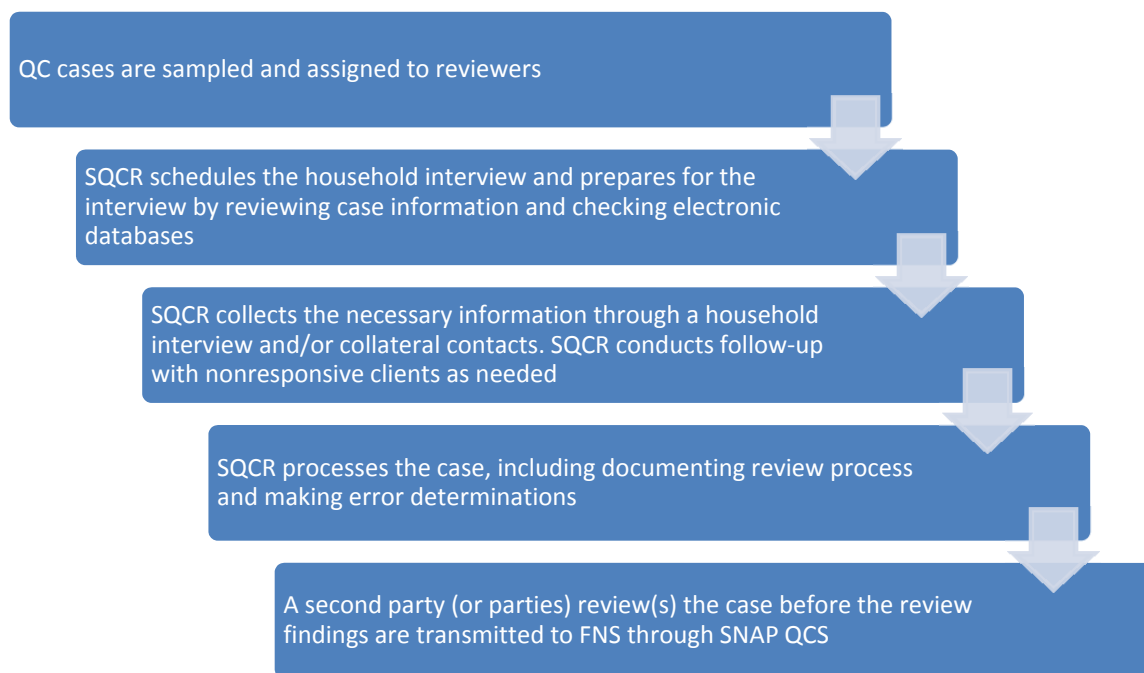 QC cases are sampled and assigned to reviewers
SQCR schedules the household interview and prepares for the
interview by reviewing case information and checking electronic
databases
SQCR collects the necessary information through a household
interview and/or collateral contacts. SQCR conducts follow-up
with nonresponsive clients as needed
SQCR processes the case, including documenting review process
and making error determinations
A second party (or parties) review(s) the case before the review
findings are transmitted to FNS through SNAP QCS